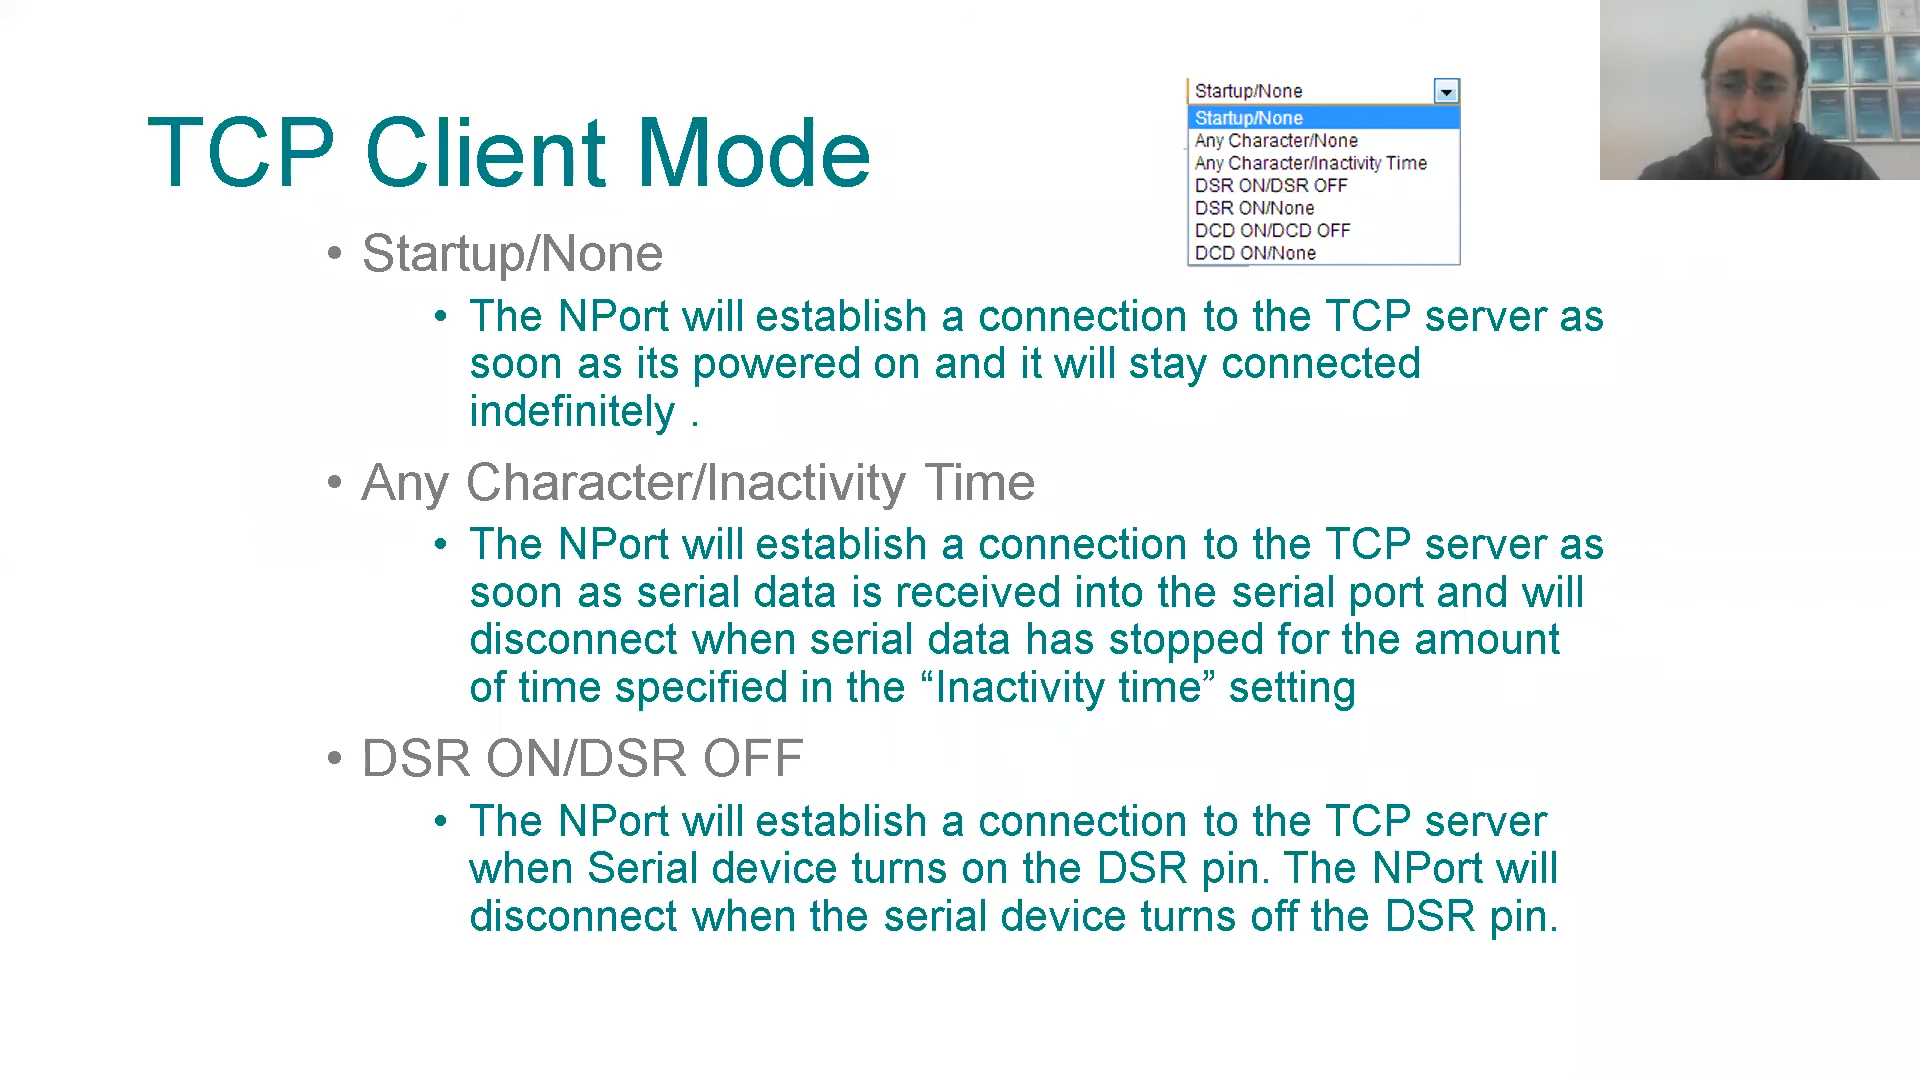 TCP Client Mode
Startup/None
Startup/None
Any Character/None
Any Character/Inactivity Time
DSR ON/DSR OFF
DSR ON/None
DCD ON/DCD OFF
DCD ON/None
• Startup/None
• The NPort will establish a connection to the TCP server as
soon as its powered on and it will stay connected
indefinitely .
• Any Character/Inactivity Time
• The NPort will establish a connection to the TCP server as
soon as serial data is received into the serial port and will
disconnect when serial data has stopped for the amount
of time specified in the “Inactivity time” setting
• DSR ON/DSR OFF
• The NPort will establish a connection to the TCP server
when Serial device turns on the DSR pin. The NPort will
disconnect when the serial device turns off the DSR pin.